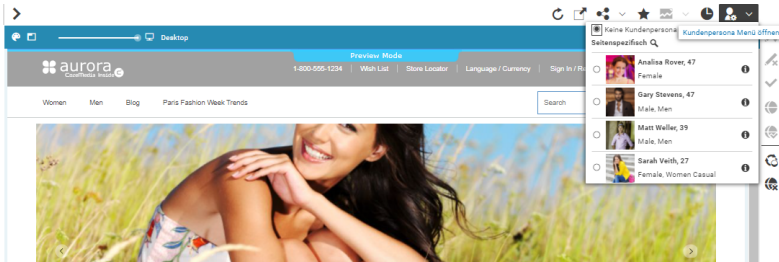 Keine Kundenpersona
Kundenpersona Menü öffnen
Desktop
Seitenspezifisch
Preview Mode
aurora
CoreMedia Inside
1-800-555-1234 Wish List Store Locator Language / Currency Sign In / Re
Analisa Rover, 47
Female
Women Men Blog Paris Fashion Week Trends Search
Gary Stevens, 47
Male, Men
Matt Weller, 39
Male, Men
Sarah Veith, 27
Female, Women Casual